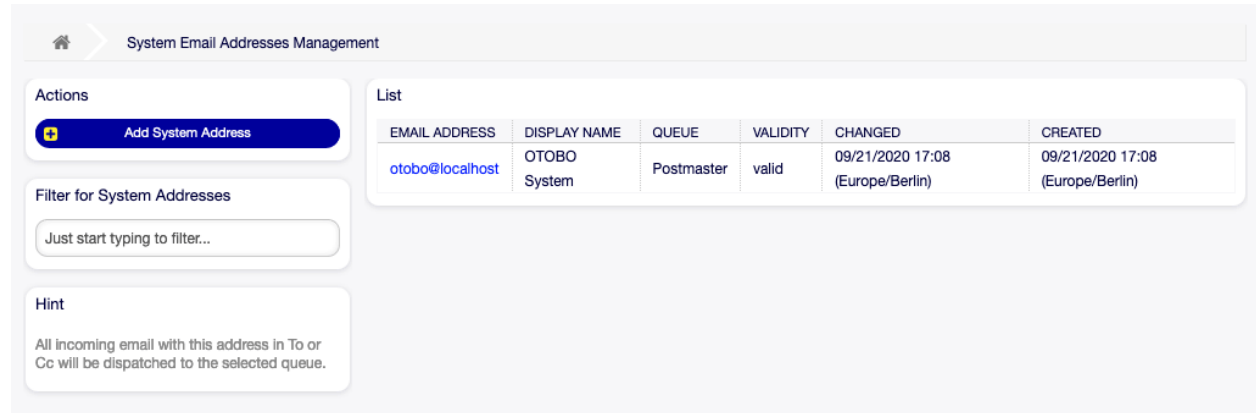 System Email Addresses Management
Actions
Add System Address
Filter for System Addresses
Just start typing to filter...
Hint
All incoming email with this address in To or
Cc will be dispatched to the selected queue.
List
EMAIL ADDRESS DISPLAY NAME QUEUE VALIDITY CHANGED CREATED
otobo@localhost OTOBO System Postmaster valid 09/21/2020 17:08 (Europe/Berlin) 09/21/2020 17:08 (Europe/Berlin)